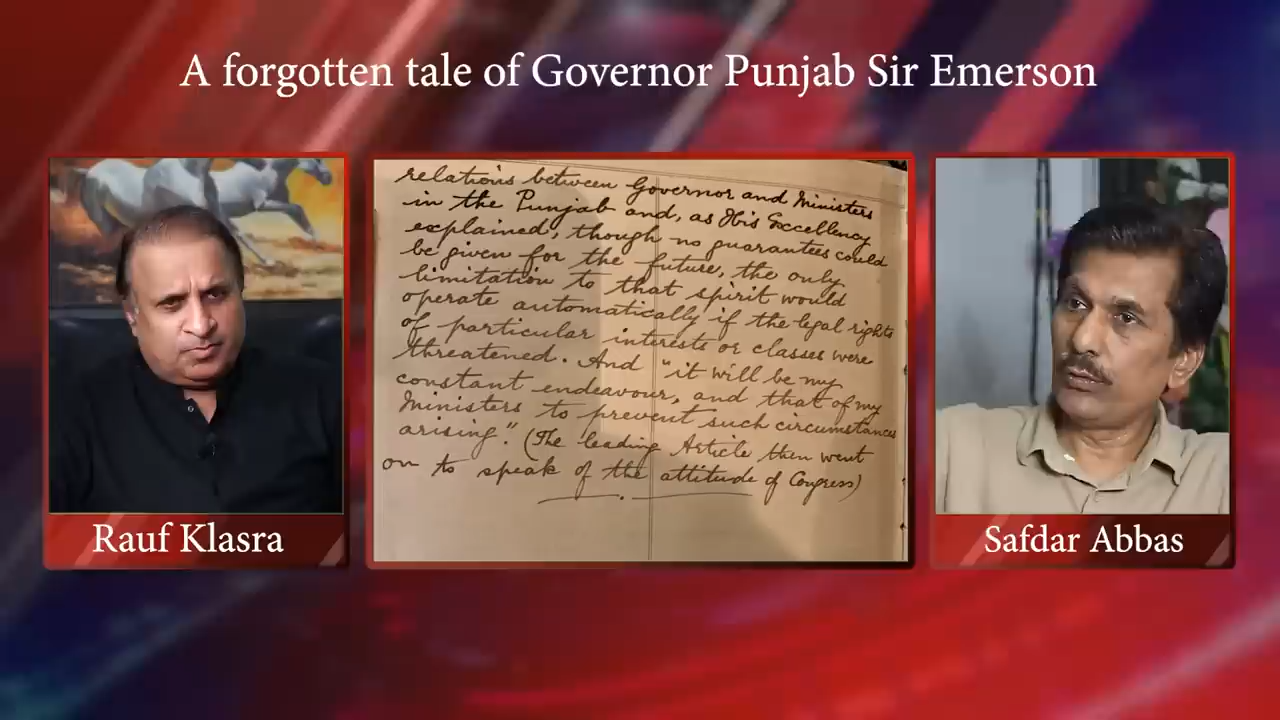 A forgotten tale of Governor Punjab Sir Emerson
relations between Governor and Ministers
in the Punjab and, as His Excellency
explained, though no guarantees could
be given for the future, the only
limitation to that spirit would
operate automatically if the legal rights
of particular interests or classes were
threatened. And "it will be my
constant endeavour, and that of my
Ministers to prevent such circumstances
arising". (The leading Article then went
on to speak of the attitude of Congress)
Rauf Klasra
Safdar Abbas